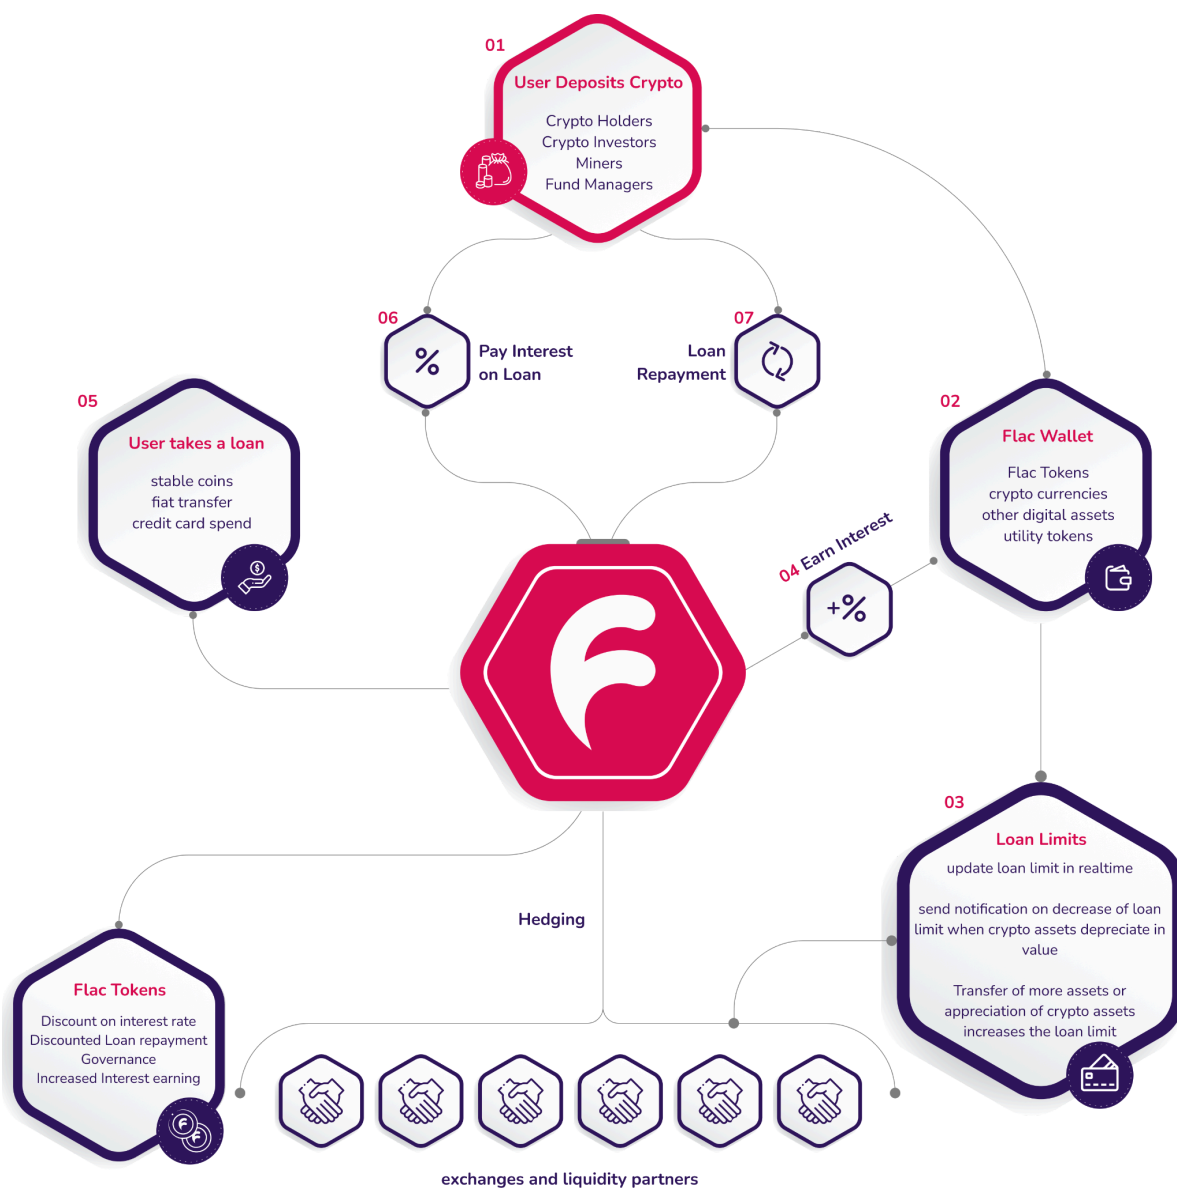 01
User Deposits Crypto
Crypto Holders
Crypto Investors
Miners
Fund Managers
06
Pay Interest
on Loan
07
Loan
Repayment
05
User takes a loan
stable coins
fiat transfer
credit card spend
02
Flac Wallet
Flac Tokens
crypto currencies
other digital assets
utility tokens
04 Earn Interest
03
Loan Limits
update loan limit in realtime
send notification on decrease of loan
limit when crypto assets depreciate in
value
Transfer of more assets or
appreciation of crypto assets
increases the loan limit
Hedging
Flac Tokens
Discount on interest rate
Discounted Loan repayment
Governance
Increased Interest earning
exchanges and liquidity partners